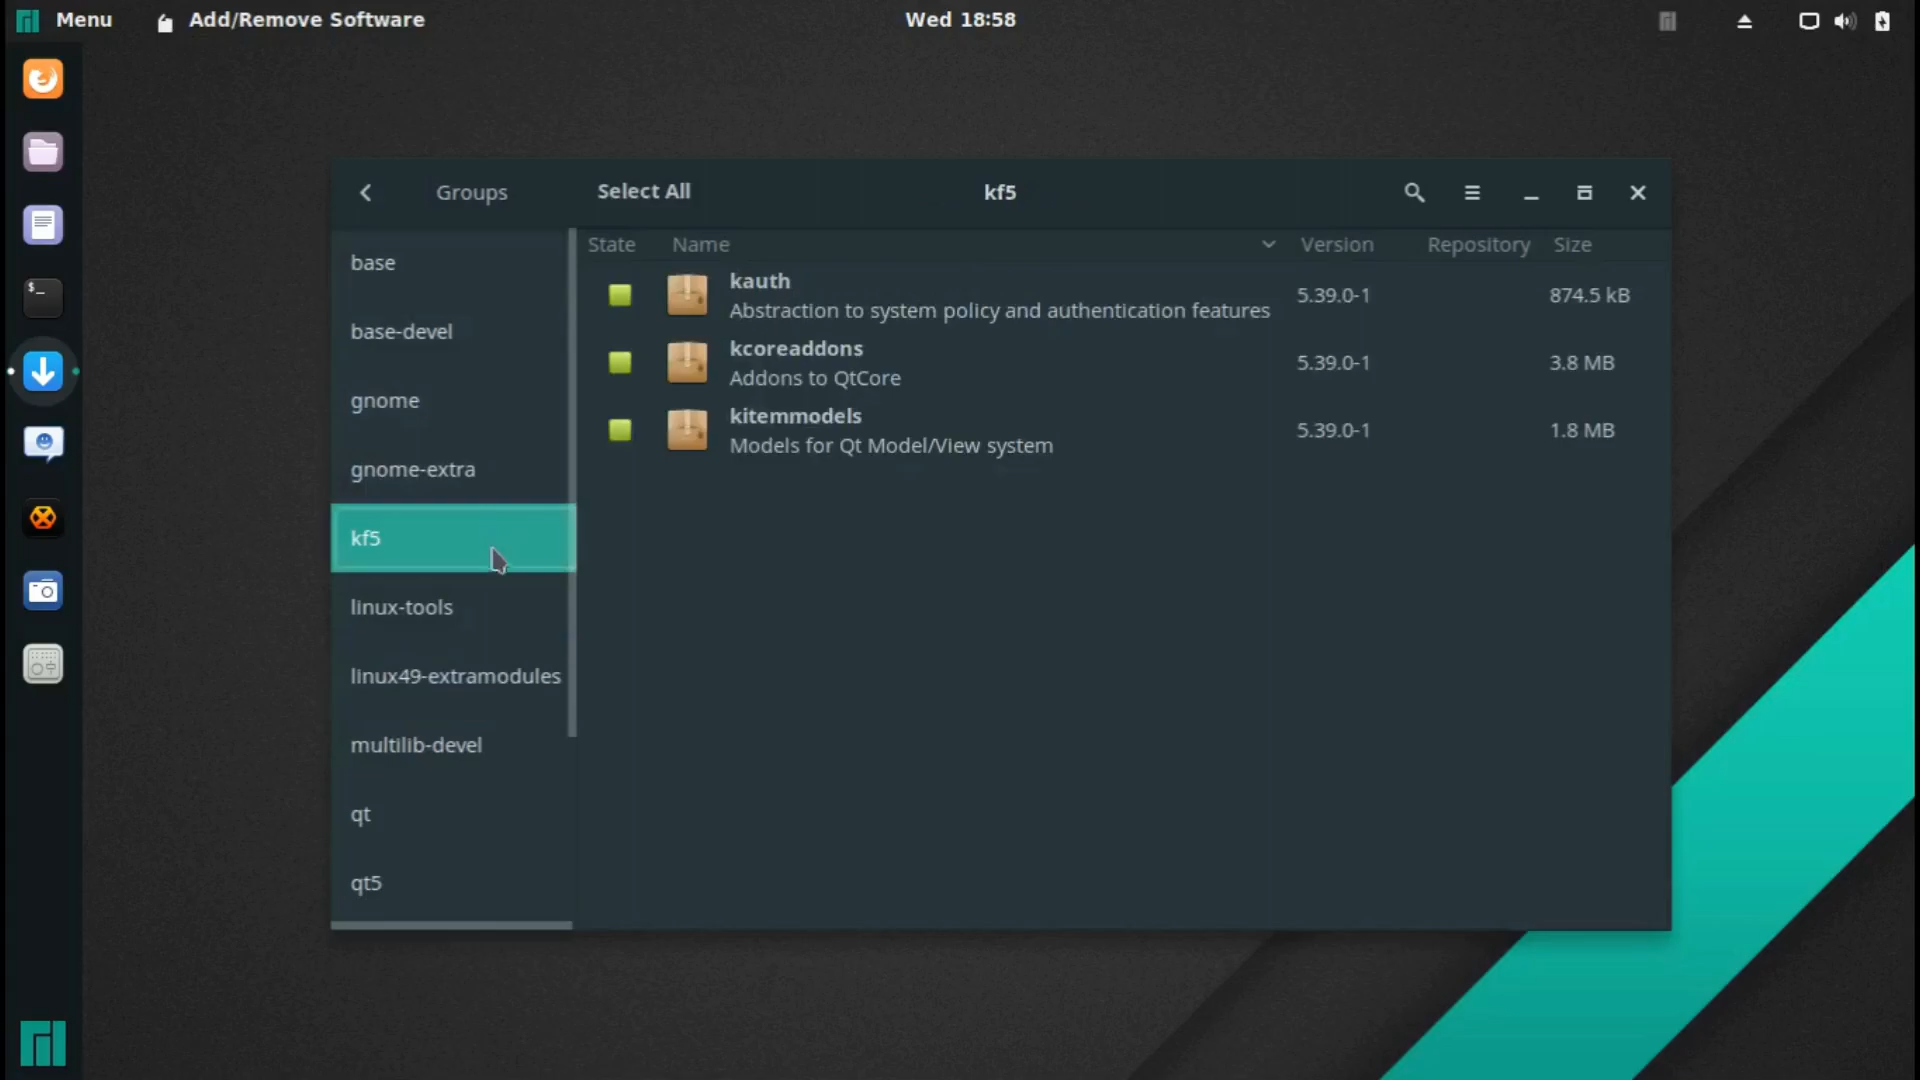 Menu Add/Remove Software Wed 18:58
Groups Select All kf5
State Name Version Repository Size
base
base-devel
gnome
gnome-extra
kf5
linux-tools
linux49-extramodules
multilib-devel
qt
qt5
kauth 5.39.0-1 874.5 kB
Abstraction to system policy and authentication features
kcoreaddons 5.39.0-1 3.8 MB
Addons to QtCore
kitemmodels 5.39.0-1 1.8 MB
Models for Qt Model/View system
$_